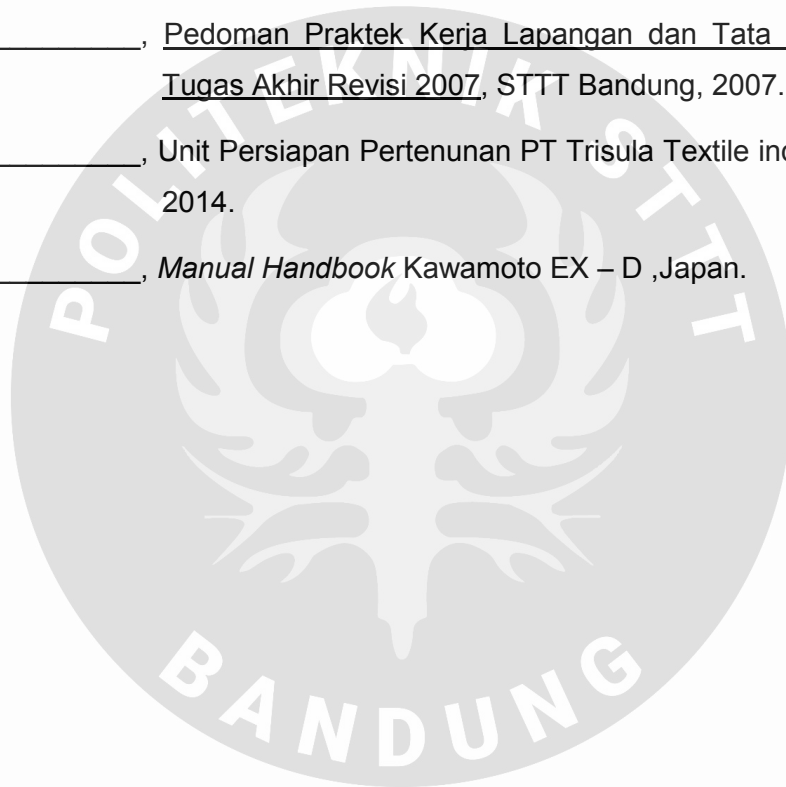 ________, Pedoman Praktek Kerja Lapangan dan Tata
Tugas Akhir Revisi 2007, STTT Bandung, 2007.
________, Unit Persiapan Pertenunan PT Trisula Textile
2014.
________, Manual Handbook Kawamoto EX – D ,Japan.
POLITEKNIK STTT
BANDUNG